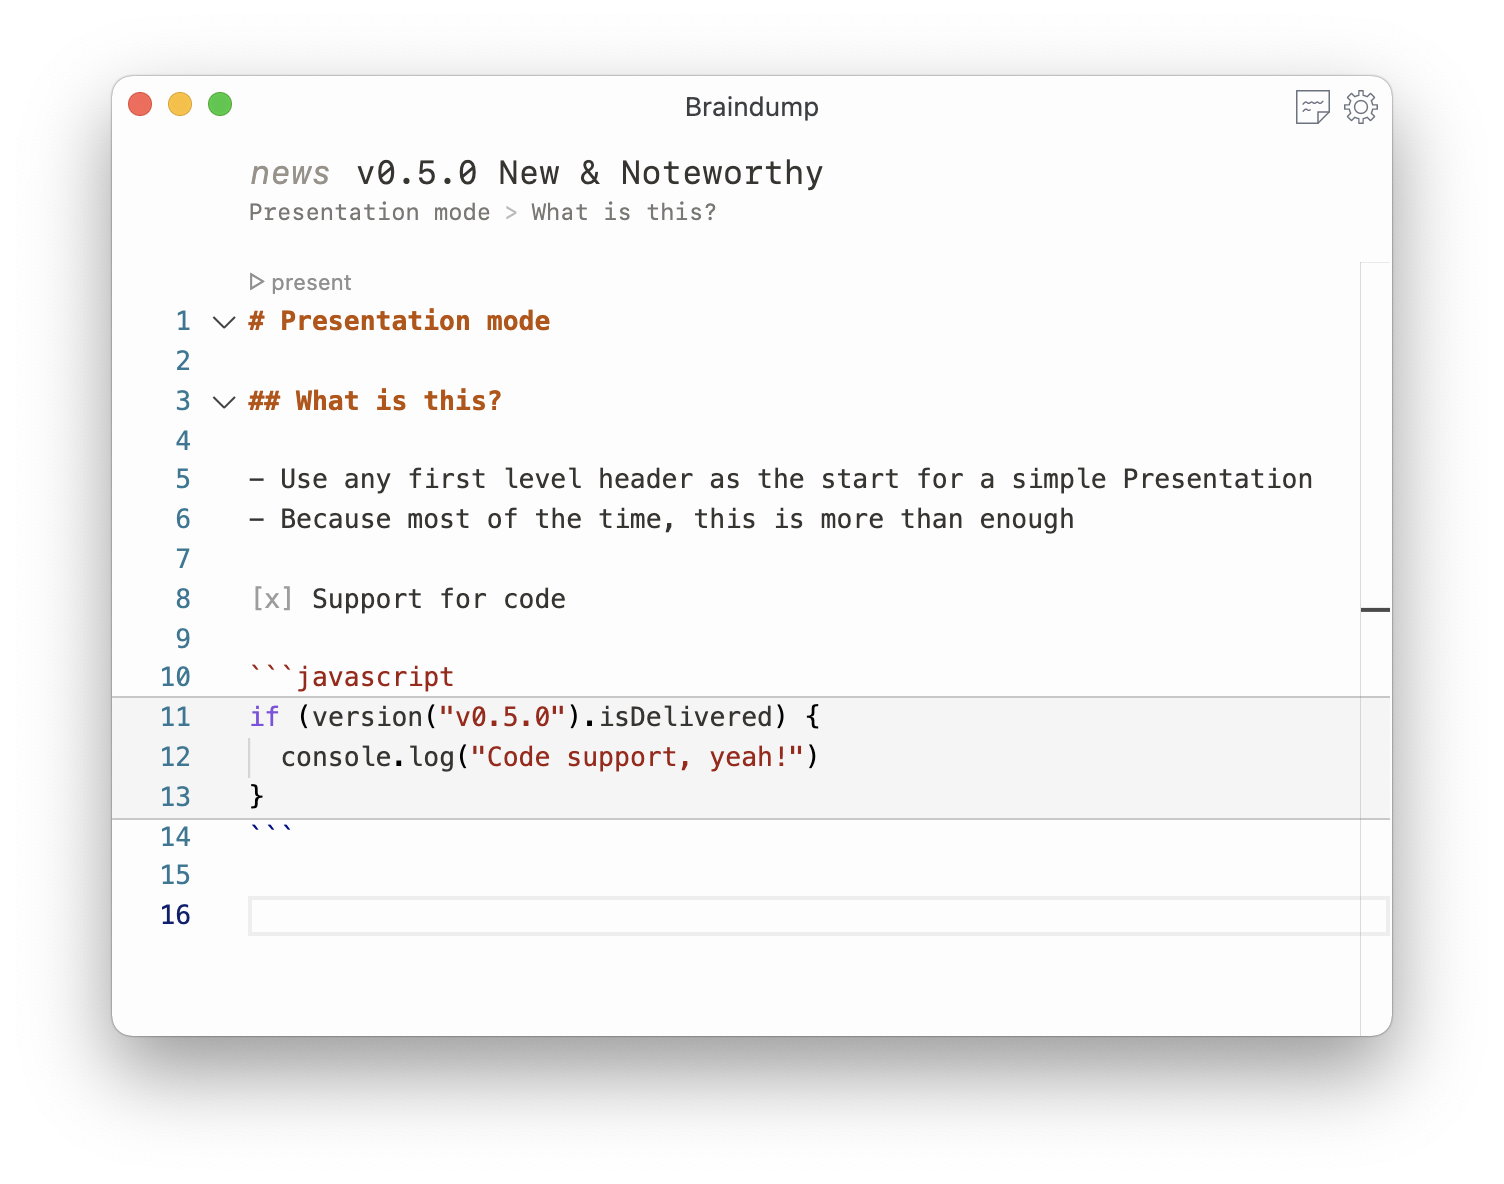 Braindump
news v0.5.0 New & Noteworthy
Presentation mode > What is this?
present
1 # Presentation mode
2
3 ## What is this?
4
5 - Use any first level header as the start for a simple Presentation
6 - Because most of the time, this is more than enough
7
8 [x] Support for code
9
10 ```javascript
11 if (version("v0.5.0").isDelivered) {
12   console.log("Code support, yeah!")
13 }
14 ```
15
16